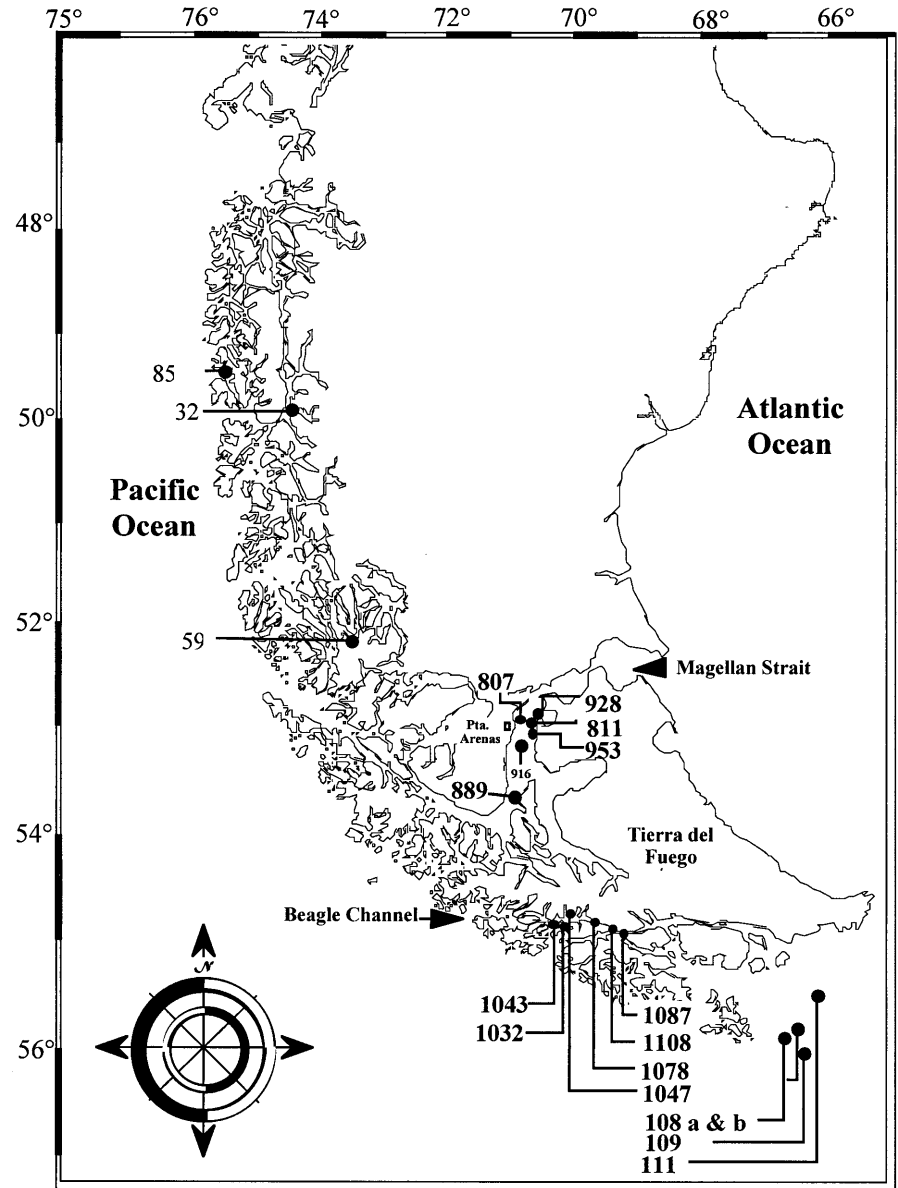 75° 76° 74° 72° 70° 68° 66°
48°
85
32
50°
Atlantic
Ocean
Pacific
Ocean
52°
59
Magellan Strait
807
928
Pta.
Arenas
811
953
916
889
54°
Tierra del
Fuego
Beagle Channel
N
1043
1087
1032
1108
56°
1078
1047
108 a & b
109
111